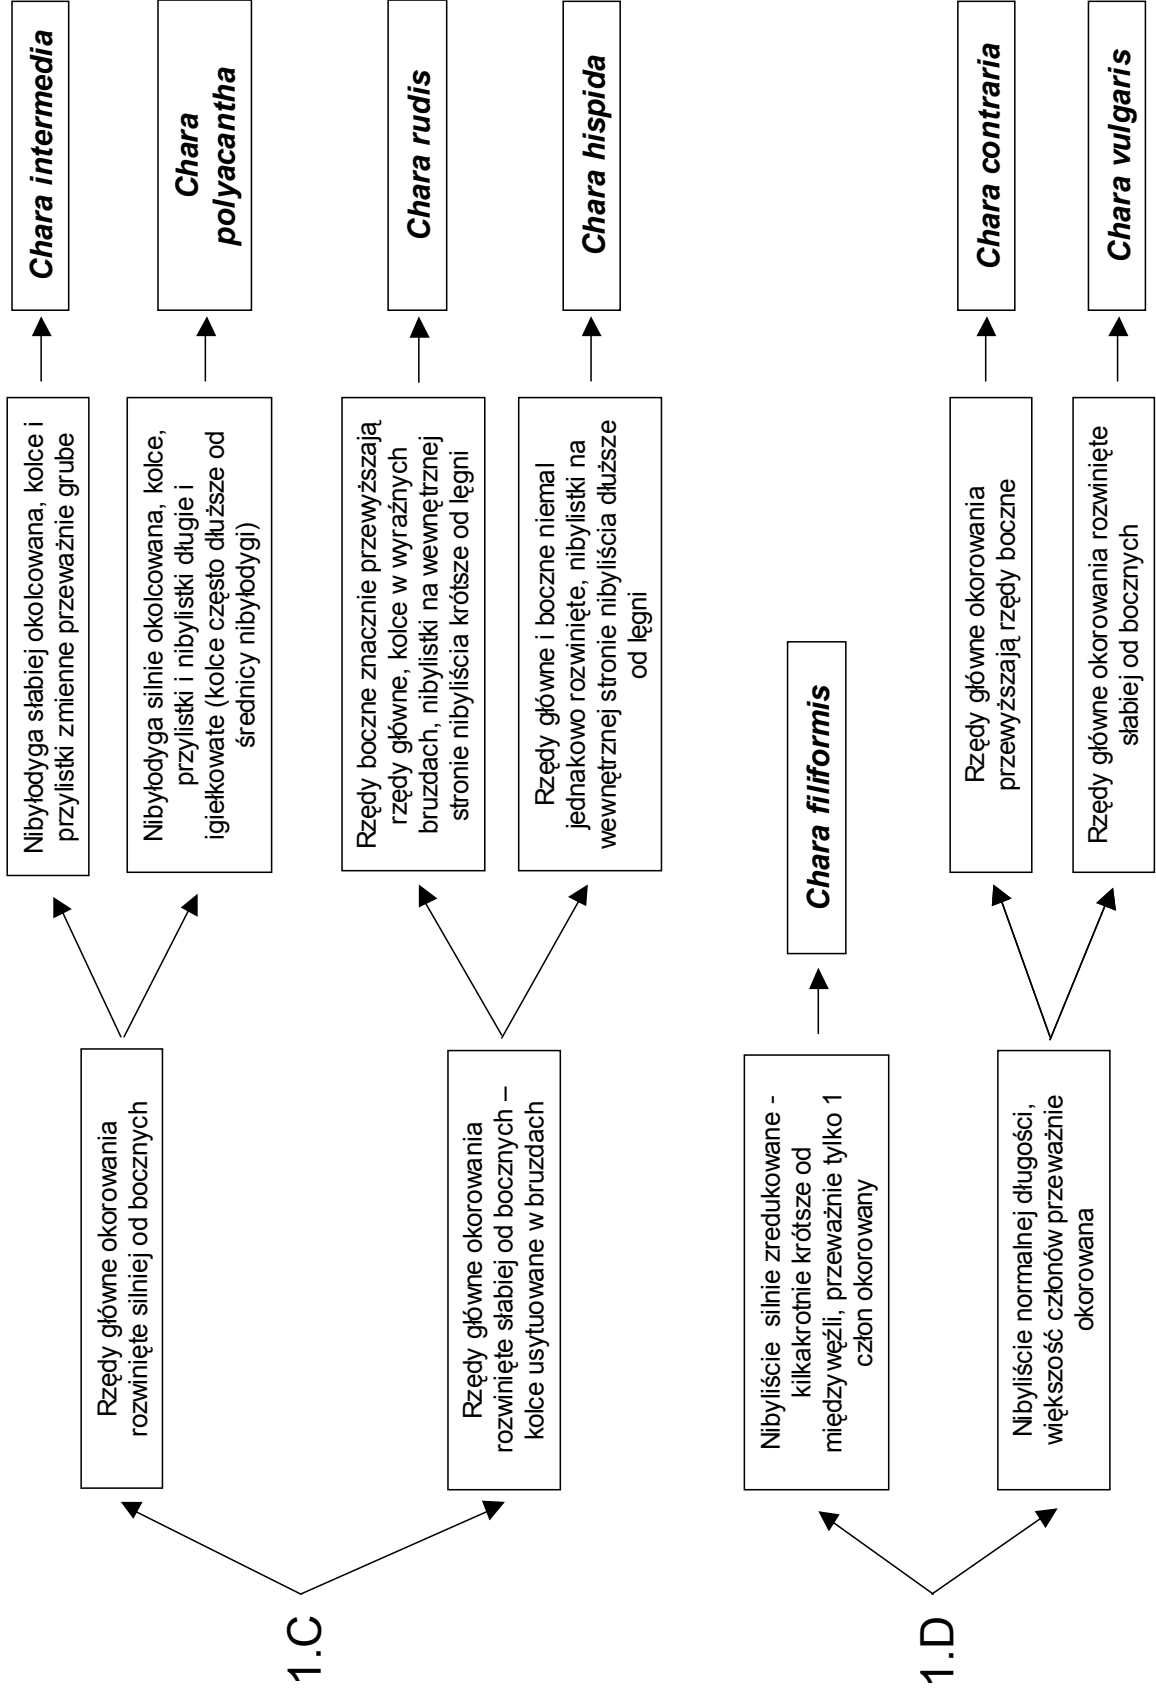 1.C
Rzędy główne okorowania
rozwinięte silniej od bocznych
Nibyłodyga słabiej okolcowana, kolce i
przylistki zmienne przeważnie grube
Chara intermedia
Nibyłodyga silnie okolcowana, kolce,
przylistki i nibylistki długie i
igiełkowate (kolce często dłuższe od
średnicy nibyłodygi)
Chara
polyacantha
Rzędy główne okorowania
rozwinięte słabiej od bocznych –
kolce usytuowane w bruzdach
Rzędy boczne znacznie przewyższają
rzędy główne, kolce w wyraźnych
bruzdach, nibylistki na wewnętrznej
stronie nibyliścia krótsze od lęgni
Chara rudis
Rzędy główne i boczne niemal
jednakowo rozwinięte, nibylistki na
wewnętrznej stronie nibyliścia dłuższe
od lęgni
Chara hispida
1.D
Nibyliście silnie zredukowane -
kilkakrotnie krótsze od
międzywęźli, przeważnie tylko 1
człon okorowany
Chara filiformis
Nibyliście normalnej długości,
większość członów przeważnie
okorowana
Rzędy główne okorowania
przewyższają rzędy boczne
Chara contraria
Rzędy główne okorowania rozwinięte
słabiej od bocznych
Chara vulgaris